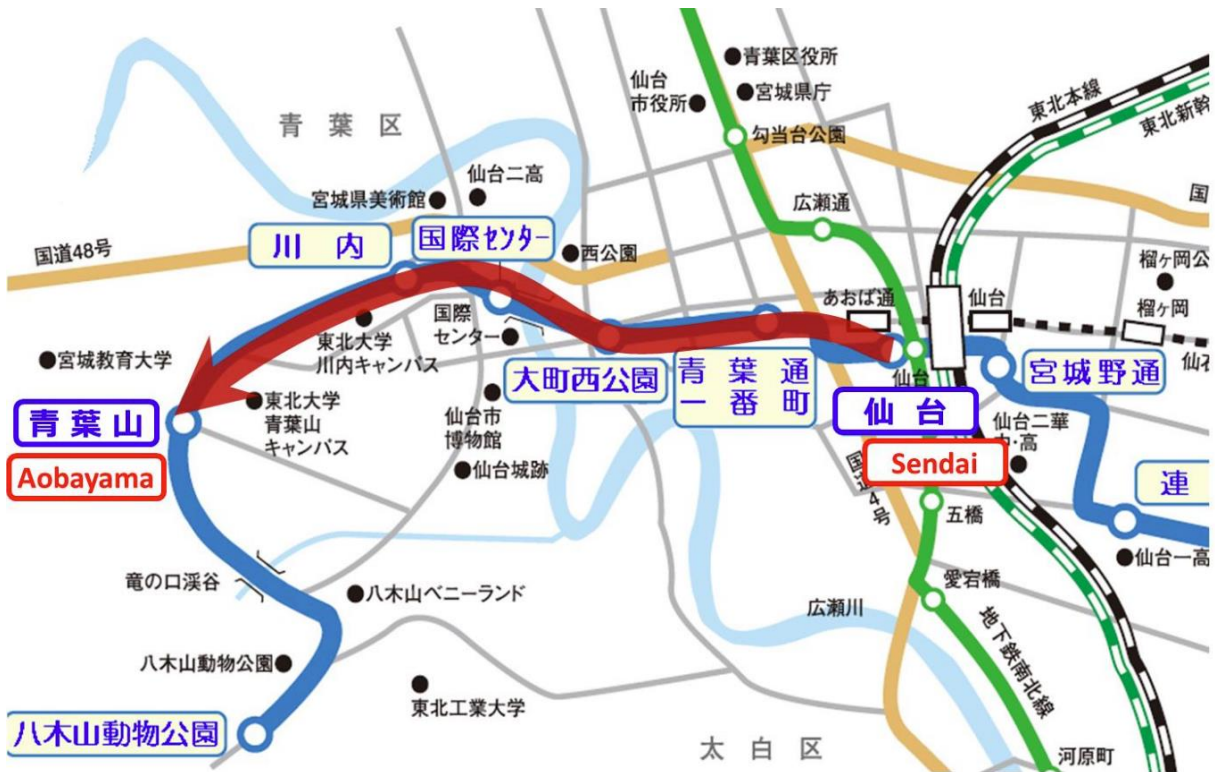 青葉区役所
仙台
市役所
宮城県庁
勾当台公園
東北本線
東北新幹
青葉区
仙台二高
宮城県美術館
国
広瀬通
川内
国際センター
西公園
国道48号
榴ヶ岡公
あおば通
仙台
榴ヶ岡
国際
センター
東北大学
川内キャンパス
宮城教育大学
大町西公園
青葉通
一番町
仙台
宮城野通
仙石
青葉山
Aobayama
東北大学
青葉山
キャンパス
仙台市
博物館
仙台城跡
仙台
Sendai
仙台二華
中・高
国道4号
連
五橋
仙台一高
竜の口渓谷
八木山ベニーランド
愛宕橋
広瀬川
地下鉄南北線
八木山動物公園
東北工業大学
八木山動物公園
太白区
河原町